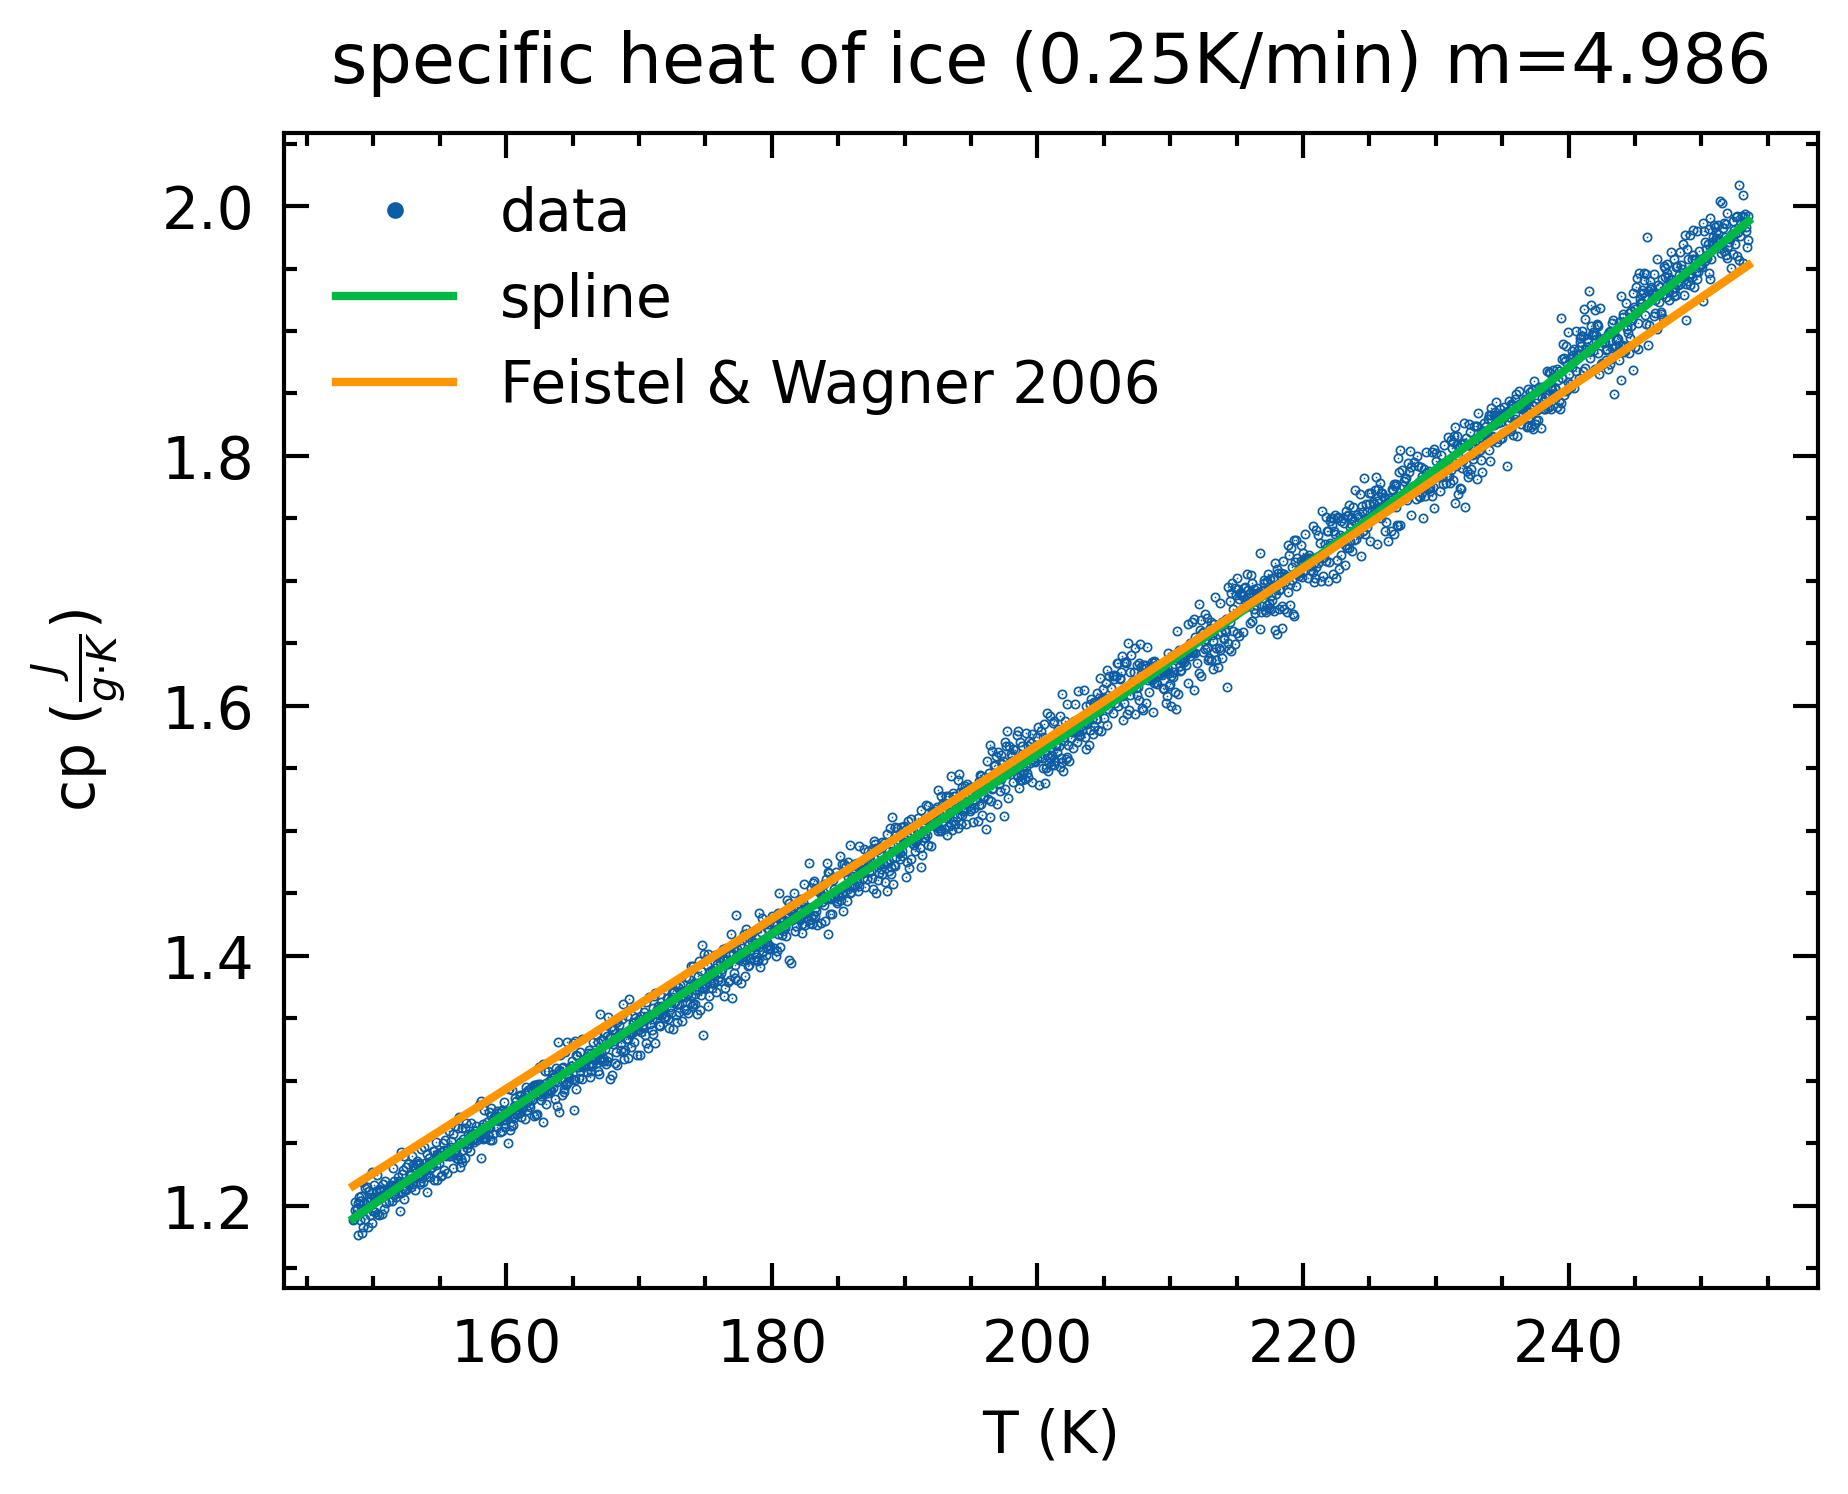 specific heat of ice (0.25K/min) m=4.986
data
spline
Feistel & Wagner 2006
2.0
1.8
1.6
1.4
1.2
cp (J/g·K)
160 180 200 220 240
T (K)